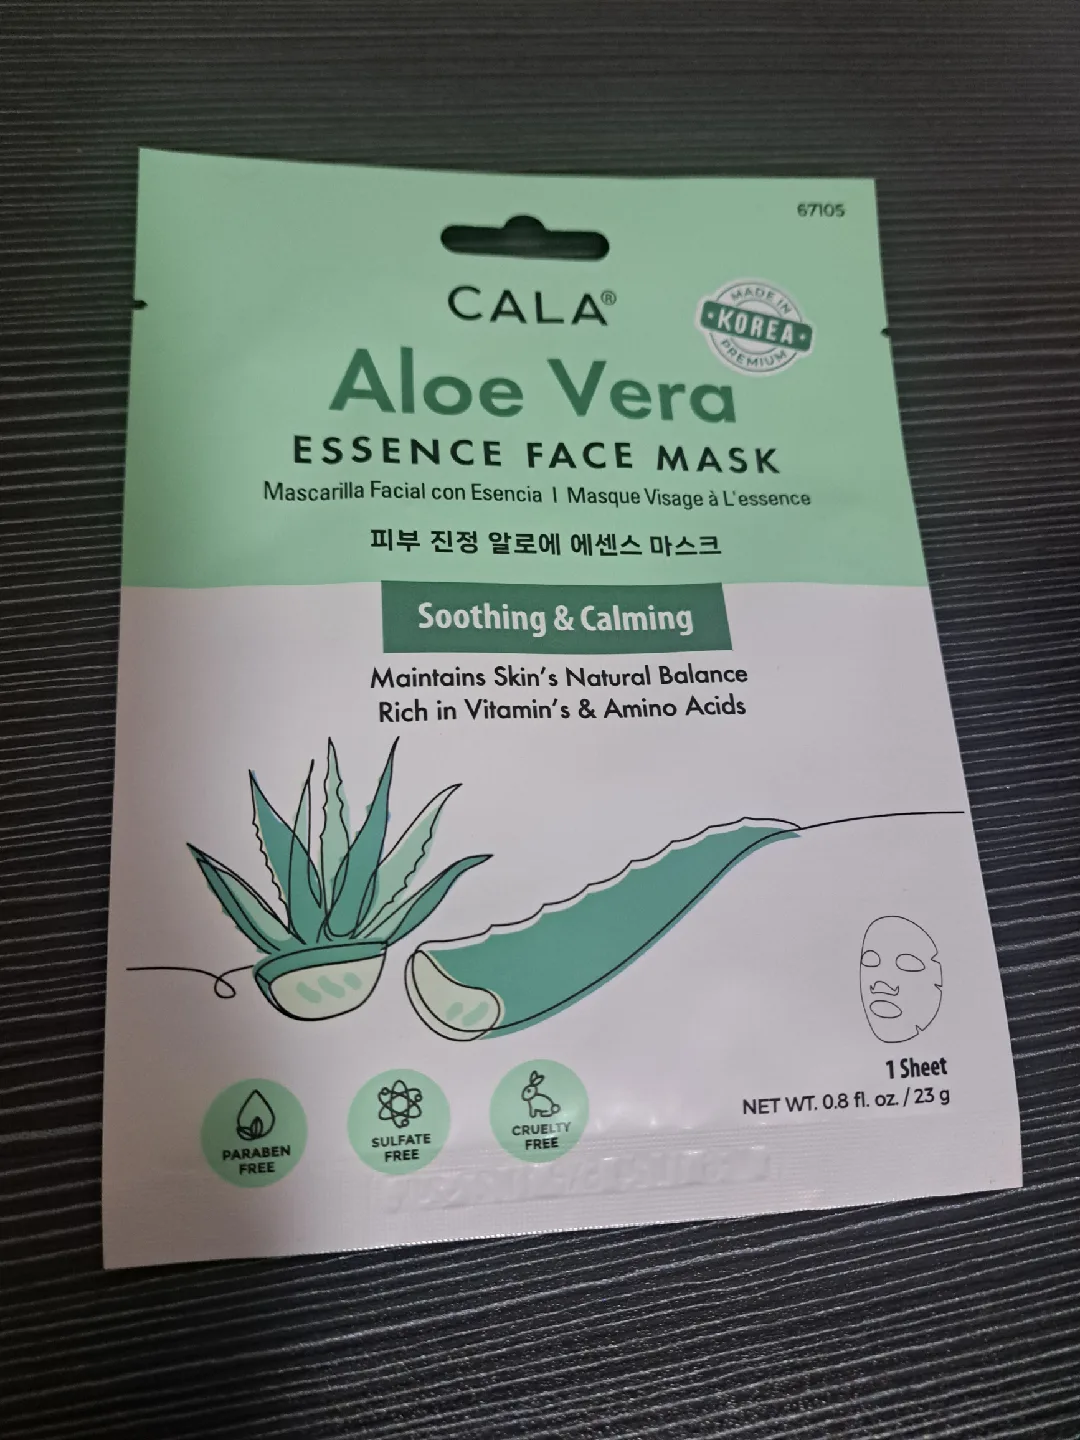 67105
CALA®
MADE IN
KOREA
PREMIUM
Aloe Vera
ESSENCE FACE MASK
Mascarilla Facial con Esencia | Masque Visage à L'essence
피부 진정 알로에 에센스 마스크
Soothing & Calming
Maintains Skin's Natural Balance
Rich in Vitamin's & Amino Acids
1 Sheet
NET WT. 0.8 fl. oz. / 23 g
PARABEN
FREE
SULFATE
FREE
CRUELTY
FREE